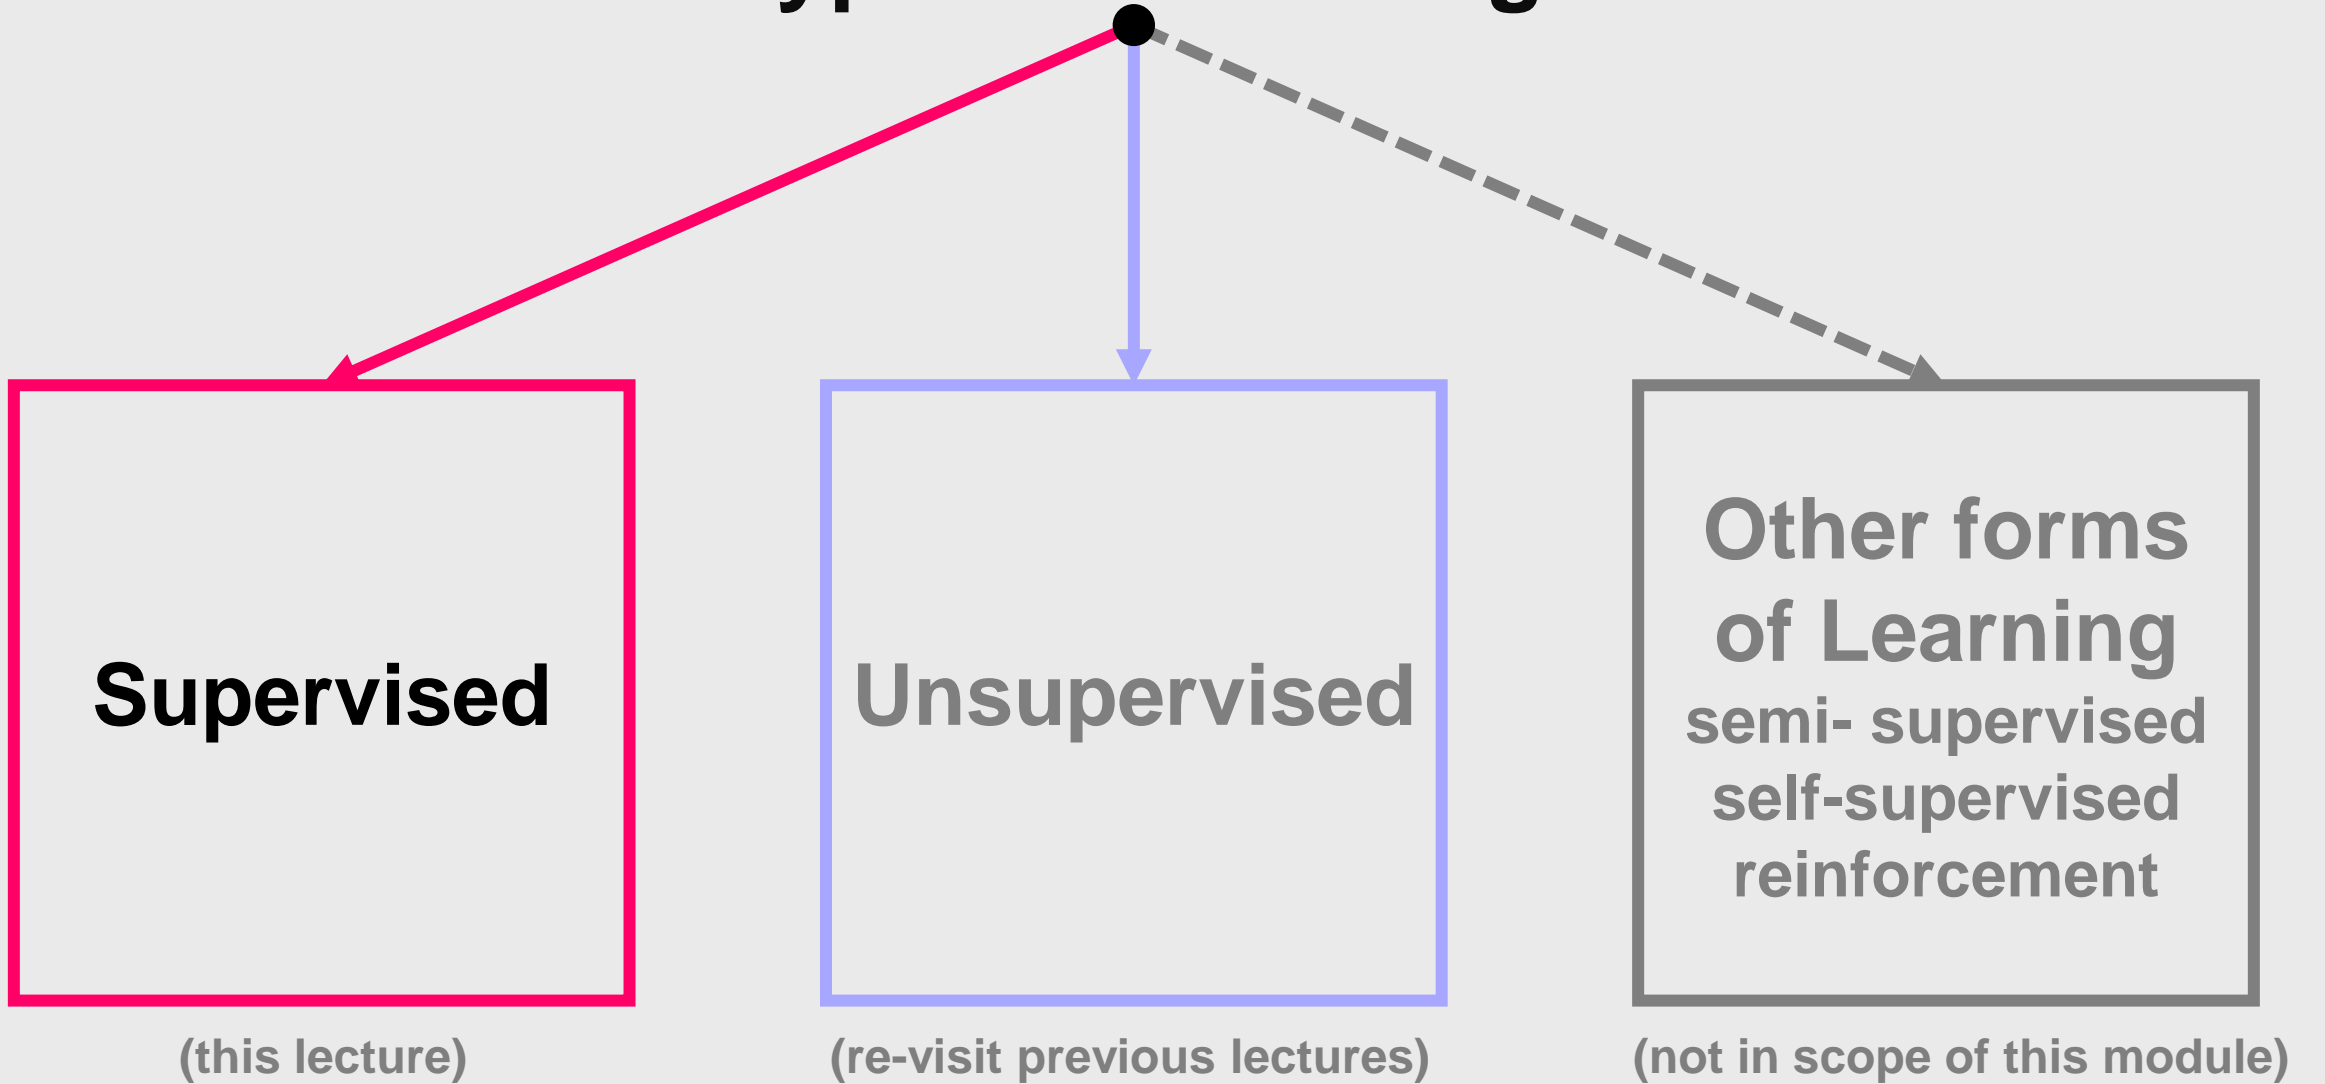 Supervised
Unsupervised
Other forms
of Learning
semi- supervised
self-supervised
reinforcement
(this lecture)
(re-visit previous lectures)
(not in scope of this module)